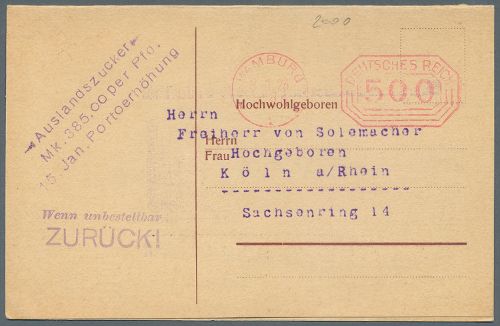 2000
Auslandszucker
Mk. 385.00 per Pfd.
15. Jan. Portoerhöhung
HAMBURG
DEUTSCHES REICH
500
Hochwohlgeboren
Herrn
Freiherr von Solemacher
Herrn
Frau
Hochgeboren
Köln a/Rhein
Sachsenring 14
Wenn unbestellbar
ZURÜCK!